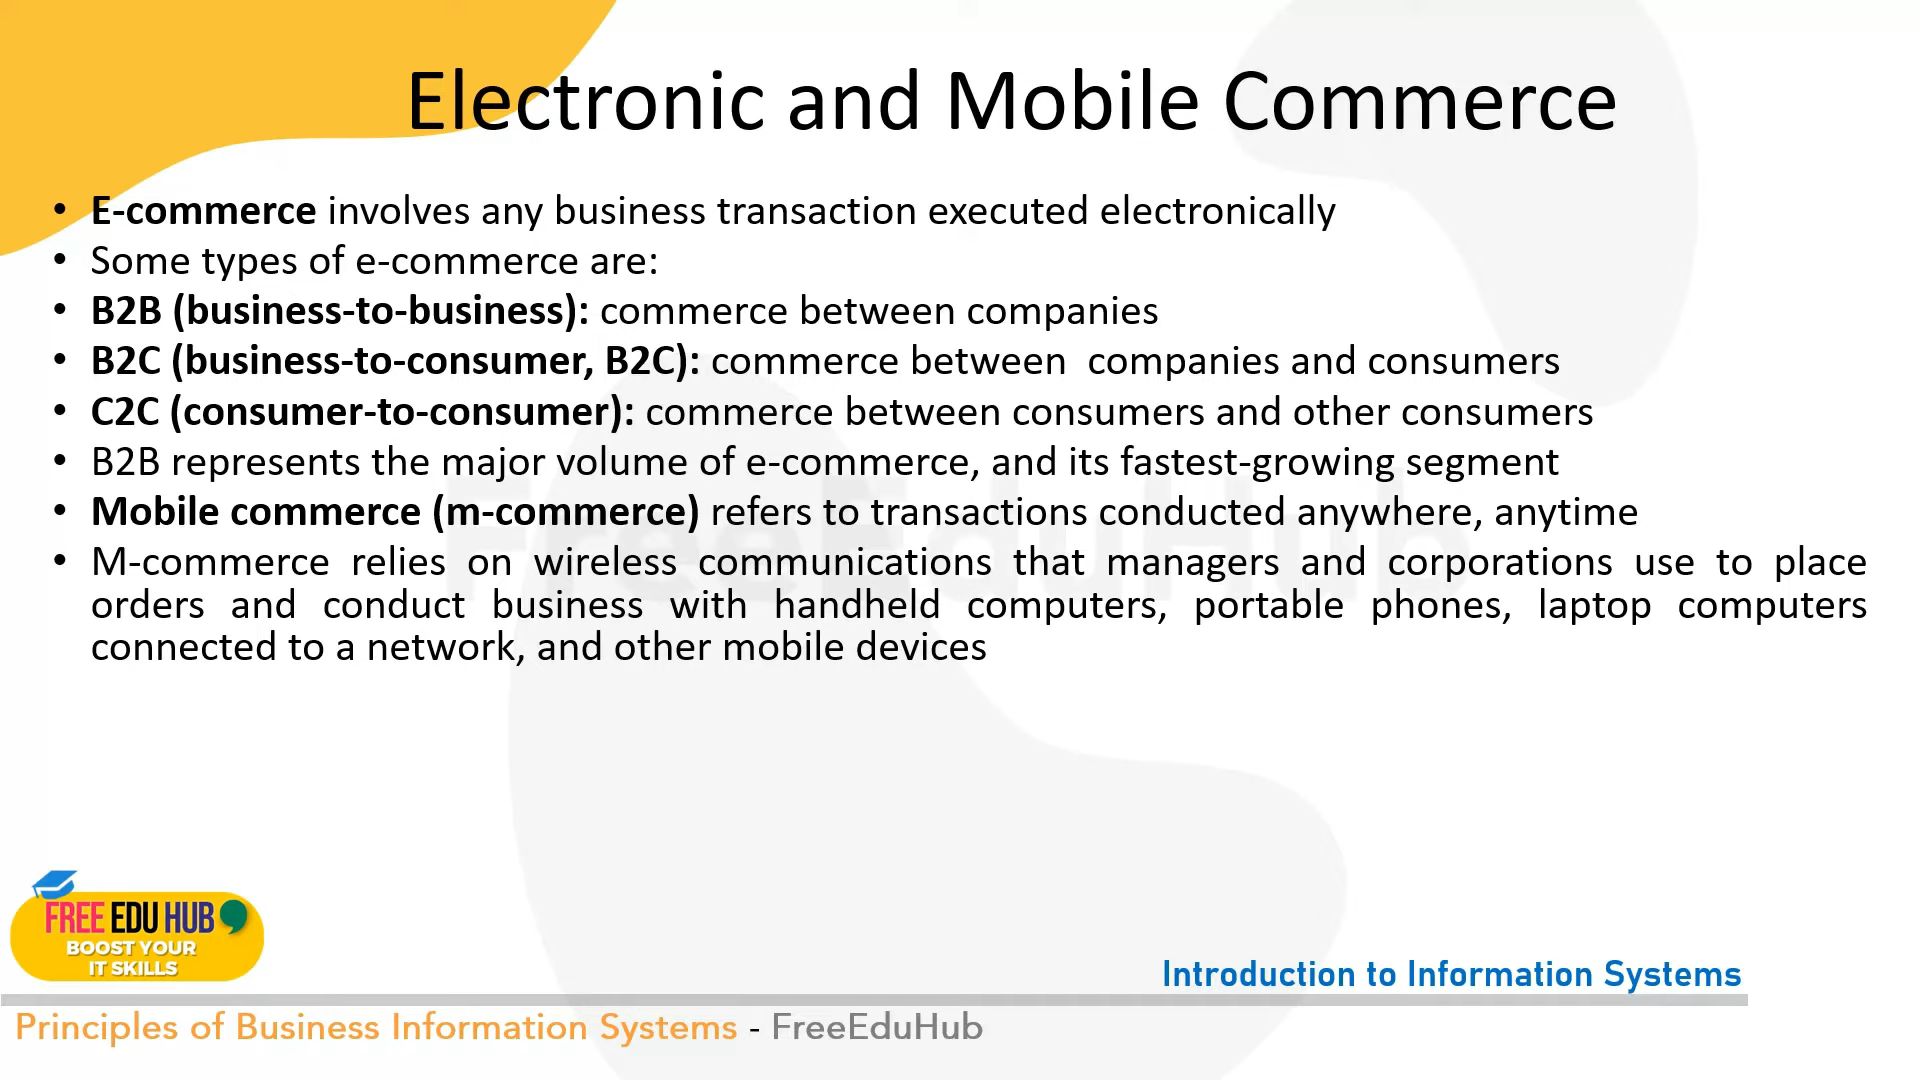 Electronic and Mobile Commerce
• E-commerce involves any business transaction executed electronically
• Some types of e-commerce are:
• B2B (business-to-business): commerce between companies
• B2C (business-to-consumer, B2C): commerce between  companies and consumers
• C2C (consumer-to-consumer): commerce between consumers and other consumers
• B2B represents the major volume of e-commerce, and its fastest-growing segment
• Mobile commerce (m-commerce) refers to transactions conducted anywhere, anytime
• M-commerce relies on wireless communications that managers and corporations use to place
orders and conduct business with handheld computers, portable phones, laptop computers
connected to a network, and other mobile devices
FreeEduHub
FREE EDU HUB
BOOST YOUR
IT SKILLS
Introduction to Information Systems
Principles of Business Information Systems - FreeEduHub